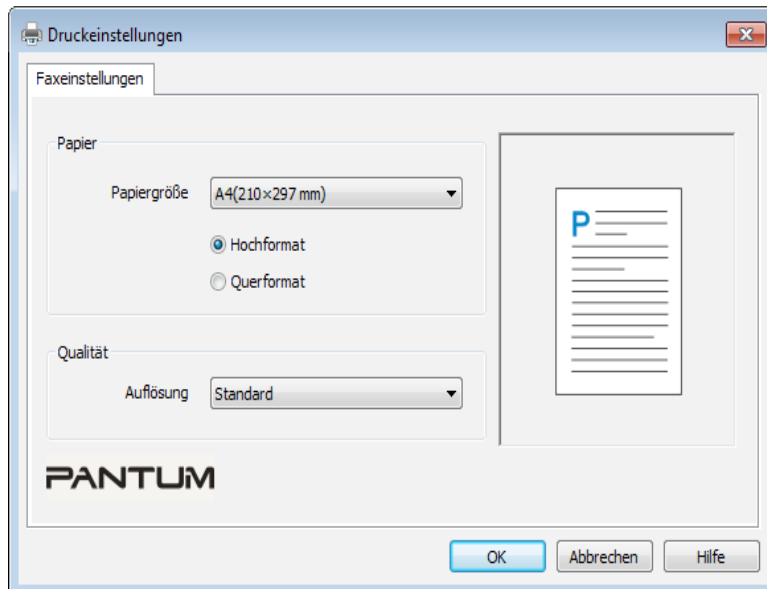 Druckeinstellungen
Faxeinstellungen
Papier
Papiergröße A4(210×297 mm)
Hochformat
Querformat
Qualität
Auflösung Standard
P
PANTUM
OK Abbrechen Hilfe